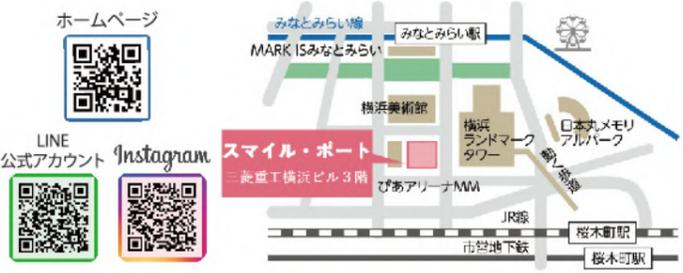 ホームページ
LINE
公式アカウント
Instagram
みなとみらい線
みなとみらい駅
MARK ISみなとみらい
横浜美術館
横浜
ランドマーク
タワー
日本丸メモリ
アルパーク
動く歩道
スマイル・ポート
三菱重工横浜ビル3階
ぴあアリーナMM
JR線
桜木町駅
市営地下鉄
桜木町駅